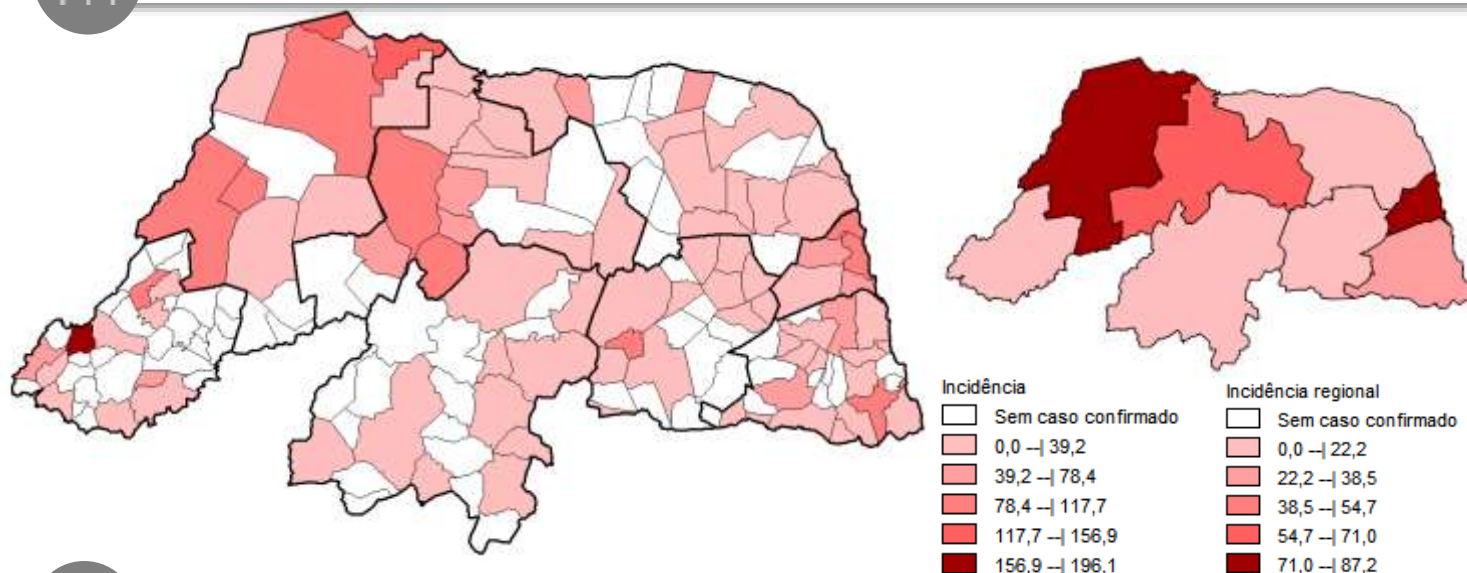 Incidência
Sem caso confirmado
0,0 --| 39,2
39,2 --| 78,4
78,4 --| 117,7
117,7 --| 156,9
156,9 --| 196,1
Incidência regional
Sem caso confirmado
0,0 --| 22,2
22,2 --| 38,5
38,5 --| 54,7
54,7 --| 71,0
71,0 --| 87,2